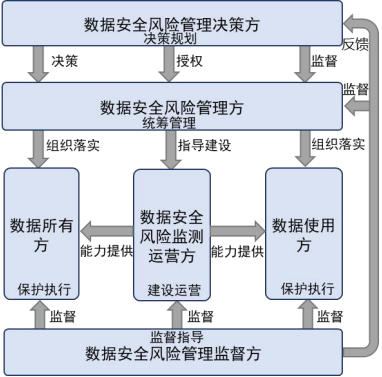 数据安全风险管理决策方
决策规划
反馈
决策
授权
监督
监督
数据安全风险管理方
统筹管理
组织落实
指导建设
组织落实
数据所有
方
保护执行
能力提供
数据安全
风险监测
运营方
建设运营
能力提供
数据使用
方
保护执行
监督
监督
监督
监督指导
数据安全风险管理监督方